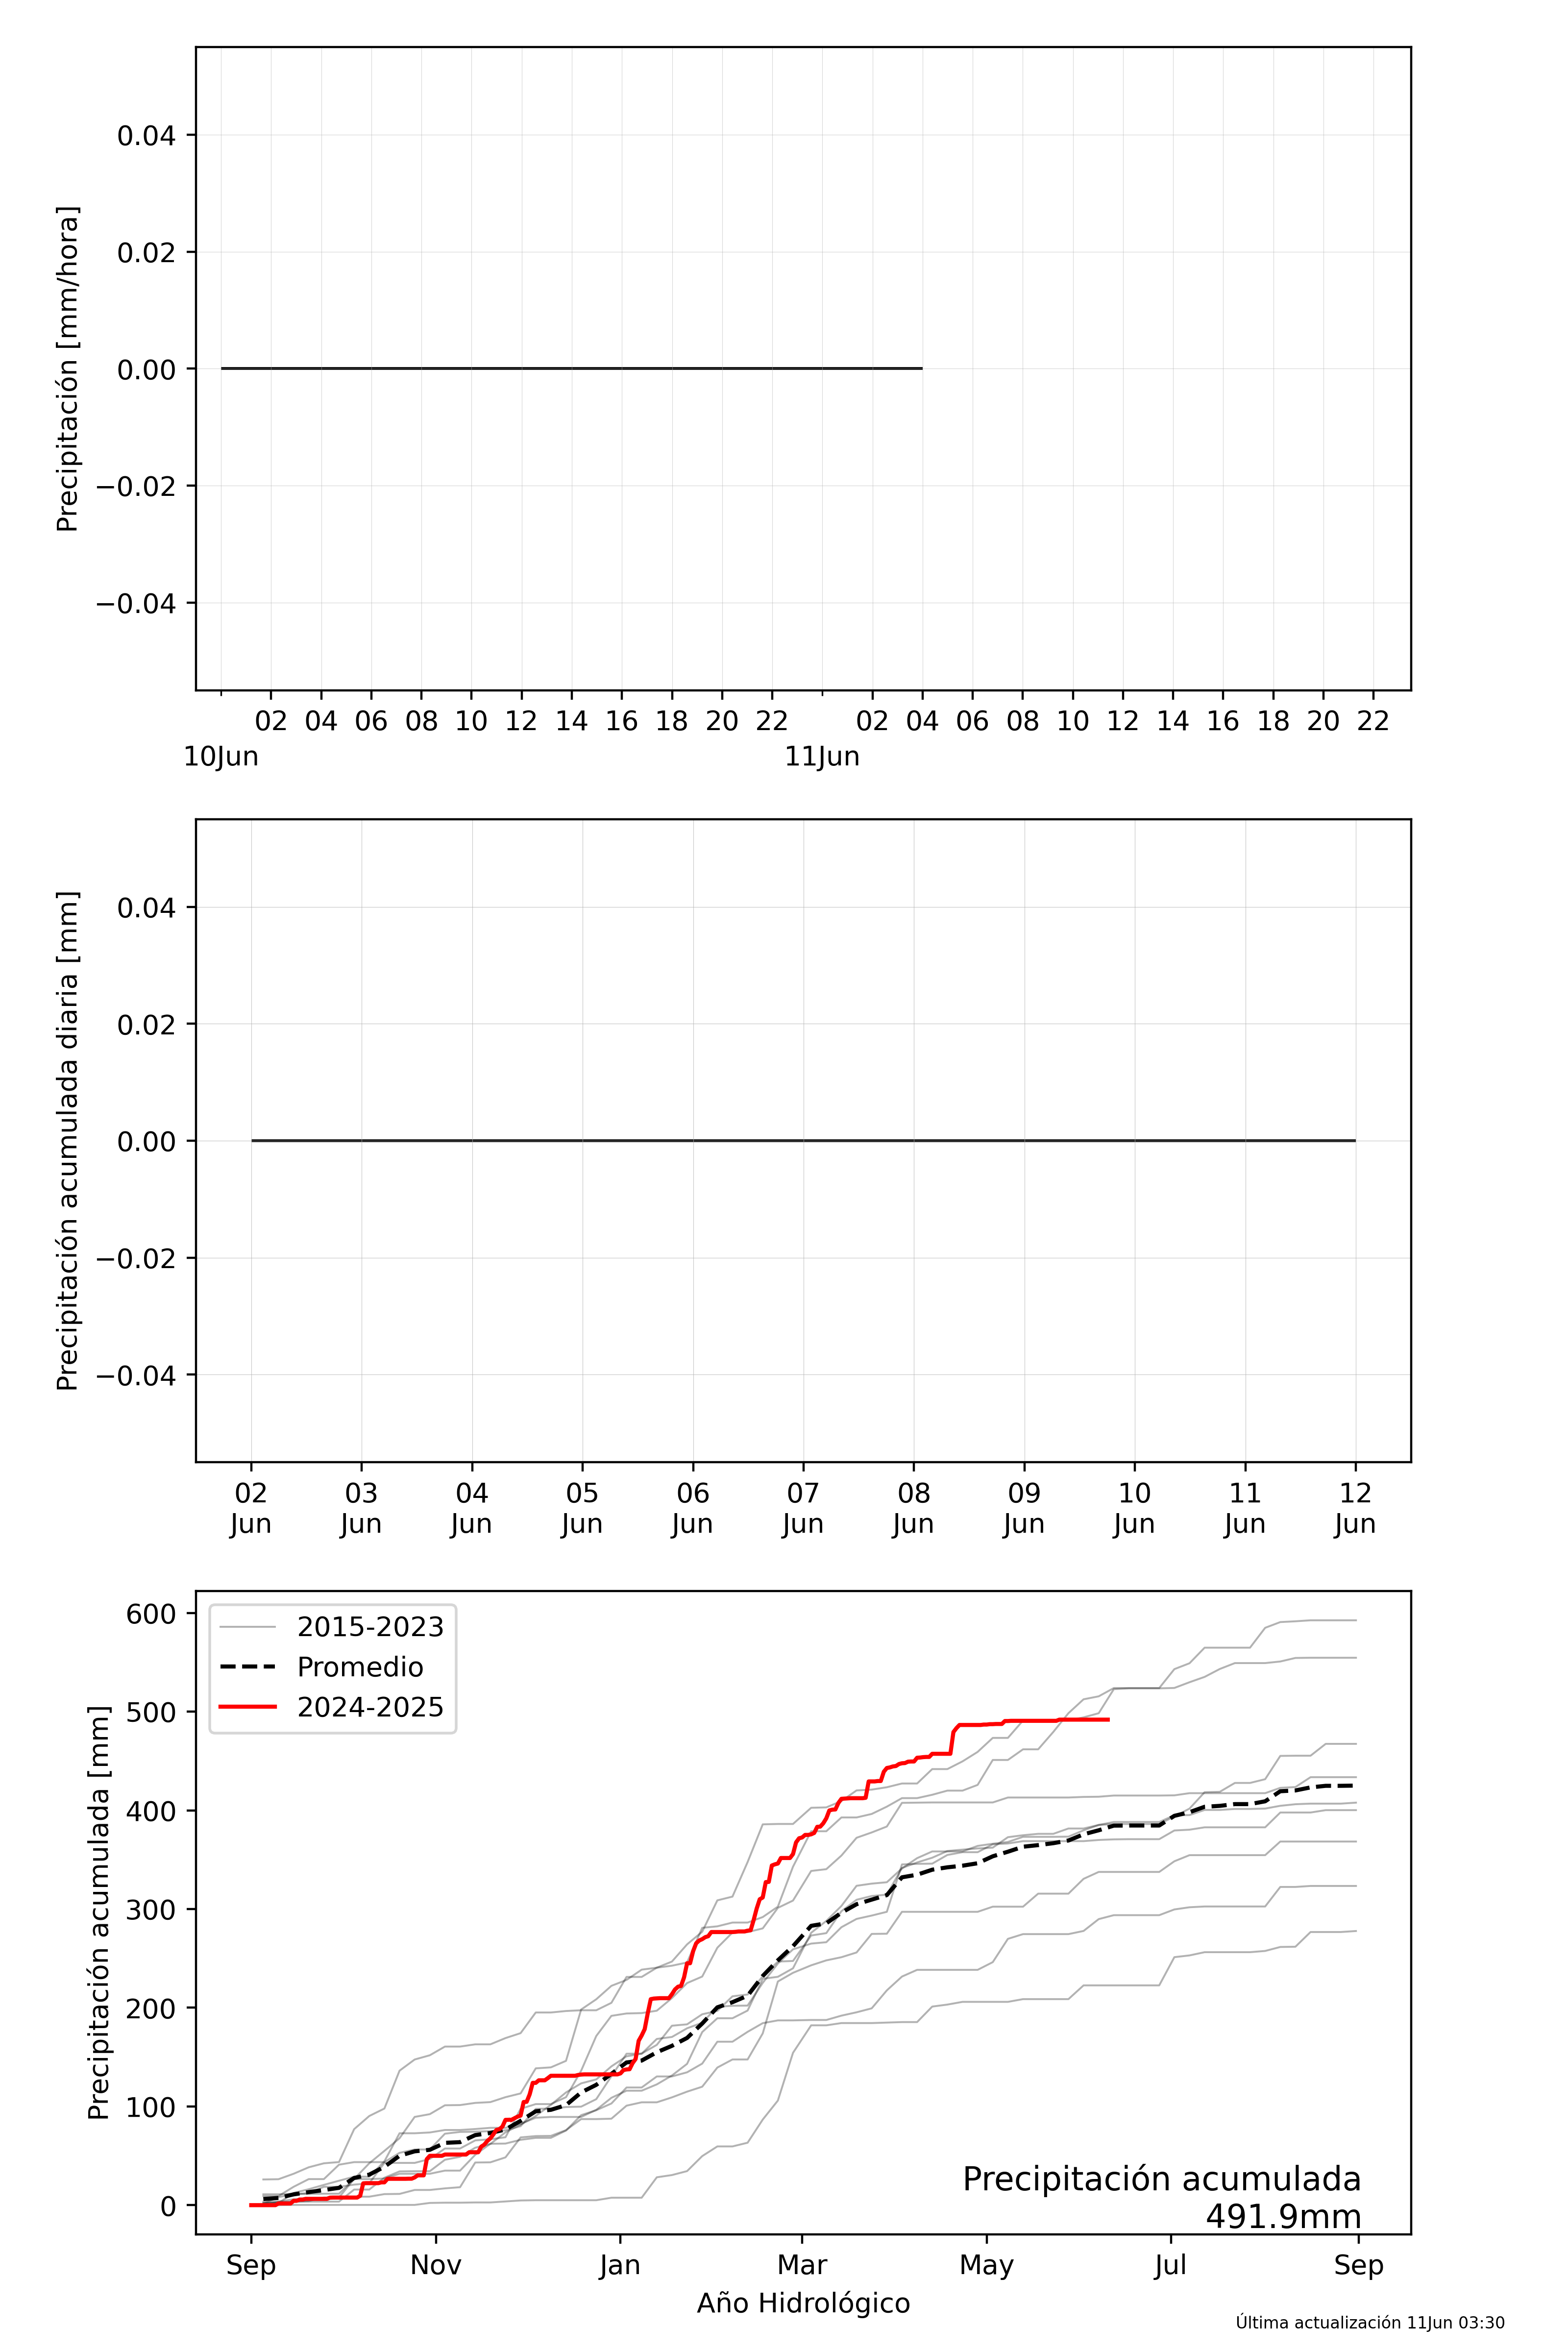 Precipitación [mm/hora]
0.04
0.02
0.00
−0.02
−0.04
02 04 06 08 10 12 14 16 18 20 22 02 04 06 08 10 12 14 16 18 20 22
10Jun 11Jun
Precipitación acumulada diaria [mm]
0.04
0.02
0.00
−0.02
−0.04
02 03 04 05 06 07 08 09 10 11 12
Jun Jun Jun Jun Jun Jun Jun Jun Jun Jun Jun
Precipitación acumulada [mm]
600
500
400
300
200
100
0
2015-2023
Promedio
2024-2025
Precipitación acumulada
491.9mm
Sep Nov Jan Mar May Jul Sep
Año Hidrológico
Última actualización 11Jun 03:30